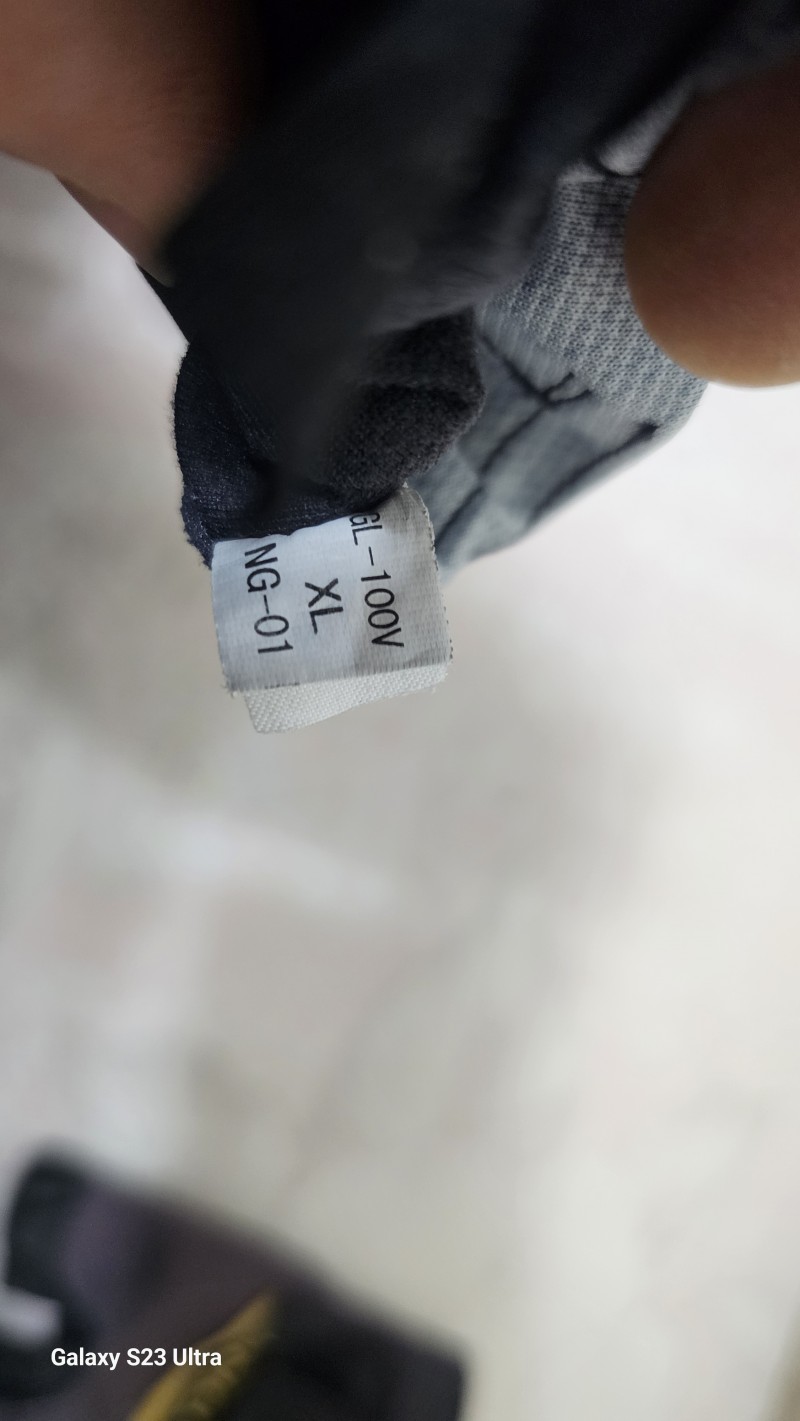 GL-100V
XL
NG-01
Galaxy S23 Ultra